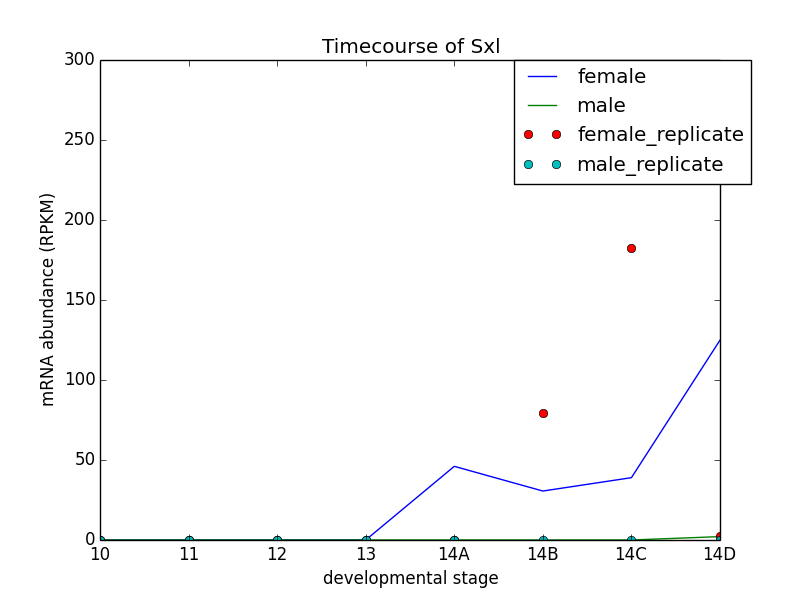 Timecourse of Sxl
300
250
200
150
100
50
0
mRNA abundance (RPKM)
female
male
female_replicate
male_replicate
10 11 12 13 14A 14B 14C 14D
developmental stage